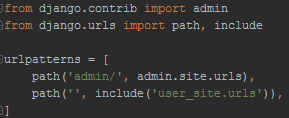 from django.contrib import admin
from django.urls import path, include
urlpatterns = [
    path('admin/', admin.site.urls),
    path('', include('user_site.urls')),
]